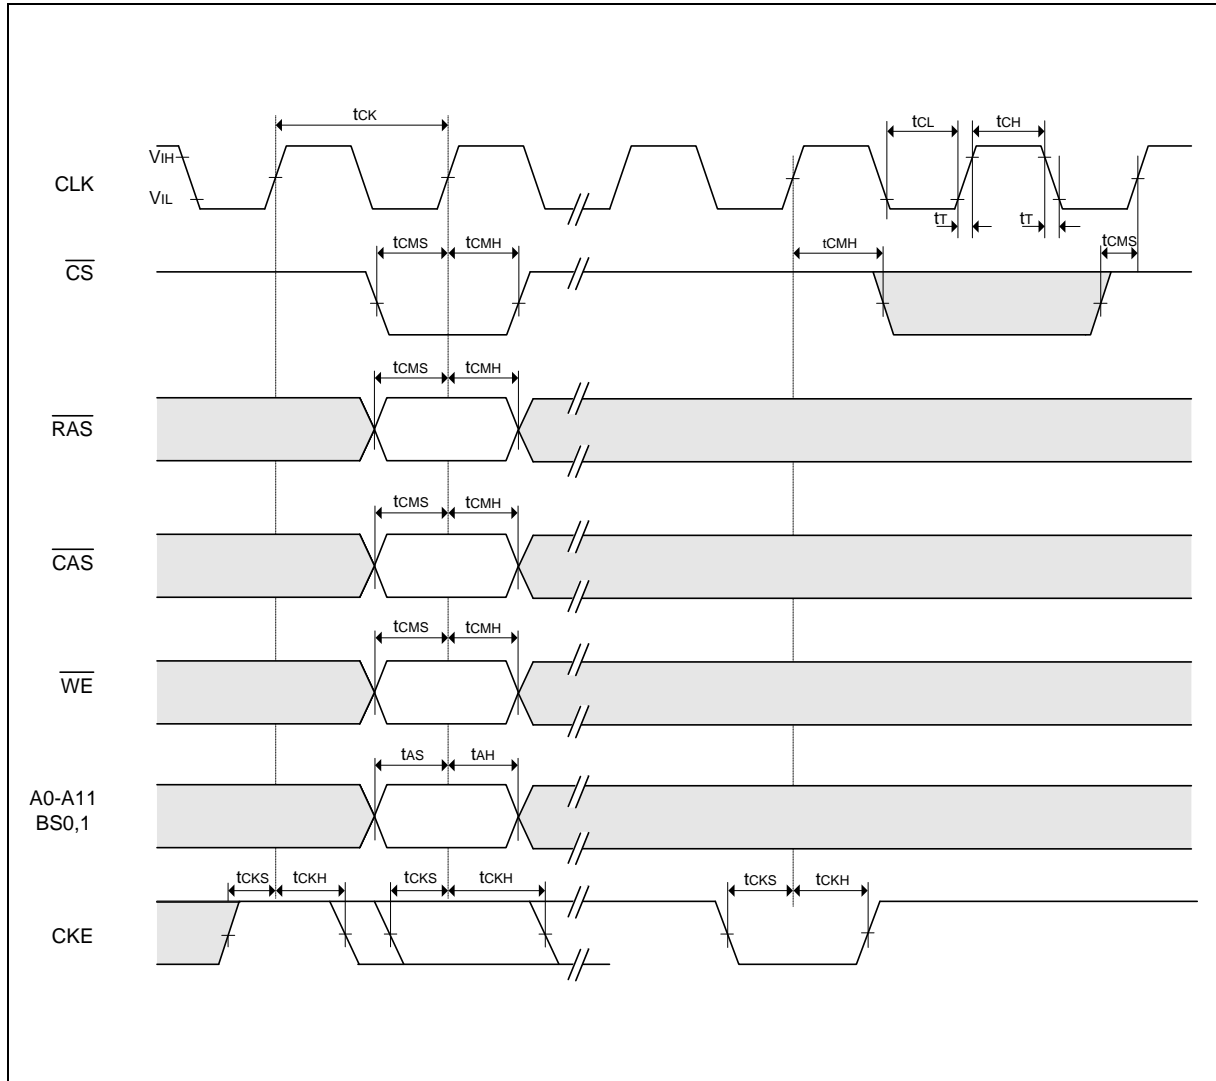 tCK
tCL
tCH
VIH
CLK
VIL
tT
tT
tCMS
tCMH
tCMH
tCMS
CS
tCMS
tCMH
RAS
tCMS
tCMH
CAS
tCMS
tCMH
WE
tAS
tAH
A0-A11
BS0,1
tCKS
tCKH
tCKS
tCKH
tCKS
tCKH
CKE